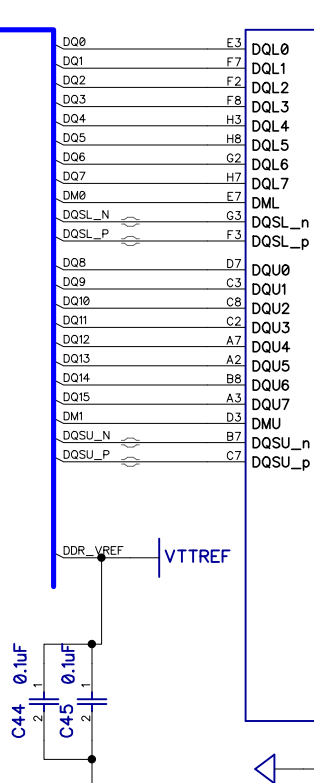 DQ0 E3 DQL0
DQ1 F7 DQL1
DQ2 F2 DQL2
DQ3 F8 DQL3
DQ4 H3 DQL4
DQ5 H8 DQL5
DQ6 G2 DQL6
DQ7 H7 DQL7
DM0 E7 DML
DQSL_N G3 DQSL_n
DQSL_P F3 DQSL_p
DQ8 D7 DQU0
DQ9 C3 DQU1
DQ10 C8 DQU2
DQ11 C2 DQU3
DQ12 A7 DQU4
DQ13 A2 DQU5
DQ14 B8 DQU6
DQ15 A3 DQU7
DM1 D3 DMU
DQSU_N B7 DQSU_n
DQSU_P C7 DQSU_p
DDR_VREF VTTREF
0.1uF 0.1uF
1 1
C44 C45
2 2